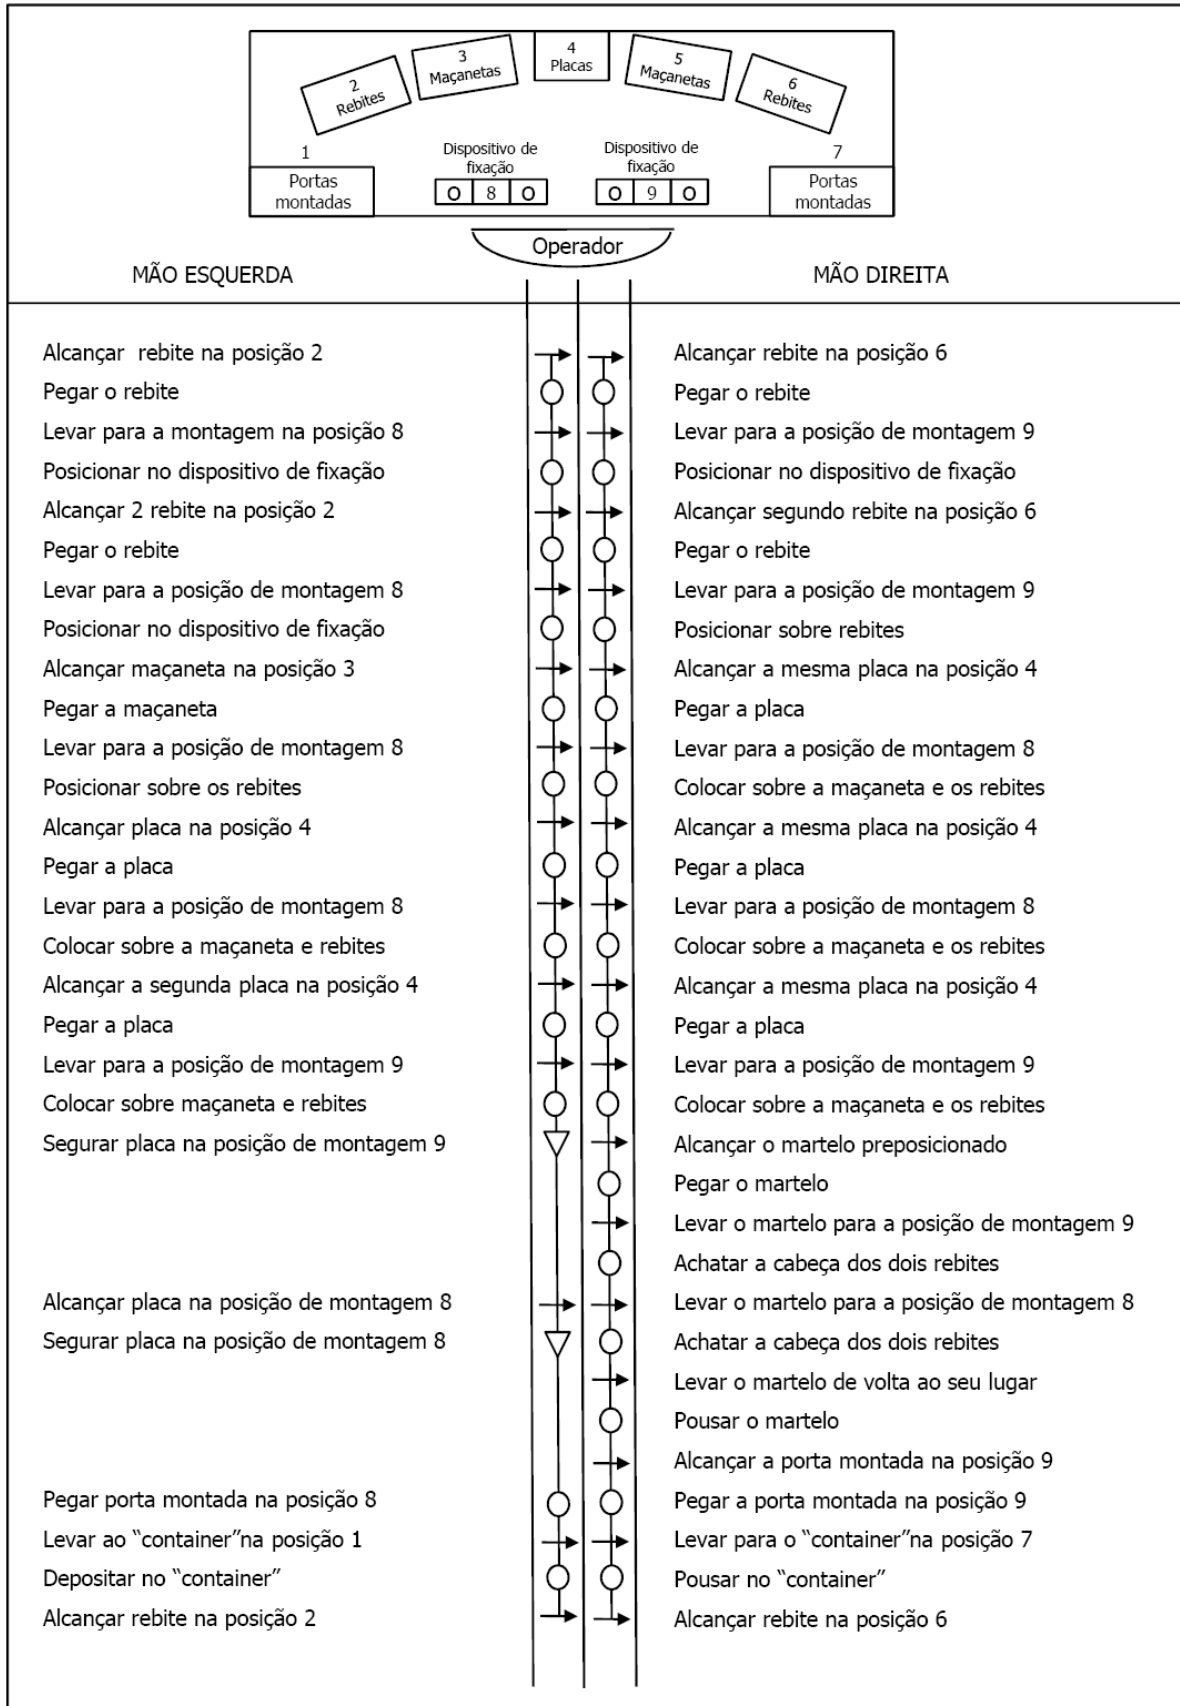 4
Placas
3
Maçanetas
5
Maçanetas
2
Rebites
6
Rebites
1
Dispositivo de
fixação
Dispositivo de
fixação
7
Portas
montadas
O 8 O
O 9 O
Portas
montadas
Operador
MÃO ESQUERDA
MÃO DIREITA
Alcançar rebite na posição 2
Alcançar rebite na posição 6
Pegar o rebite
Pegar o rebite
Levar para a montagem na posição 8
Levar para a posição de montagem 9
Posicionar no dispositivo de fixação
Posicionar no dispositivo de fixação
Alcançar 2 rebite na posição 2
Alcançar segundo rebite na posição 6
Pegar o rebite
Pegar o rebite
Levar para a posição de montagem 8
Levar para a posição de montagem 9
Posicionar no dispositivo de fixação
Posicionar sobre rebites
Alcançar maçaneta na posição 3
Alcançar a mesma placa na posição 4
Pegar a maçaneta
Pegar a placa
Levar para a posição de montagem 8
Levar para a posição de montagem 8
Posicionar sobre os rebites
Colocar sobre a maçaneta e os rebites
Alcançar placa na posição 4
Alcançar a mesma placa na posição 4
Pegar a placa
Pegar a placa
Levar para a posição de montagem 8
Levar para a posição de montagem 8
Colocar sobre a maçaneta e rebites
Colocar sobre a maçaneta e os rebites
Alcançar a segunda placa na posição 4
Alcançar a mesma placa na posição 4
Pegar a placa
Pegar a placa
Levar para a posição de montagem 9
Levar para a posição de montagem 9
Colocar sobre maçaneta e rebites
Colocar sobre a maçaneta e os rebites
Segurar placa na posição de montagem 9
Alcançar o martelo preposicionado
Pegar o martelo
Levar o martelo para a posição de montagem 9
Achatar a cabeça dos dois rebites
Alcançar placa na posição de montagem 8
Levar o martelo para a posição de montagem 8
Segurar placa na posição de montagem 8
Achatar a cabeça dos dois rebites
Levar o martelo de volta ao seu lugar
Pousar o martelo
Alcançar a porta montada na posição 9
Pegar porta montada na posição 8
Pegar a porta montada na posição 9
Levar ao “container”na posição 1
Levar para o “container”na posição 7
Depositar no “container”
Pousar no “container”
Alcançar rebite na posição 2
Alcançar rebite na posição 6